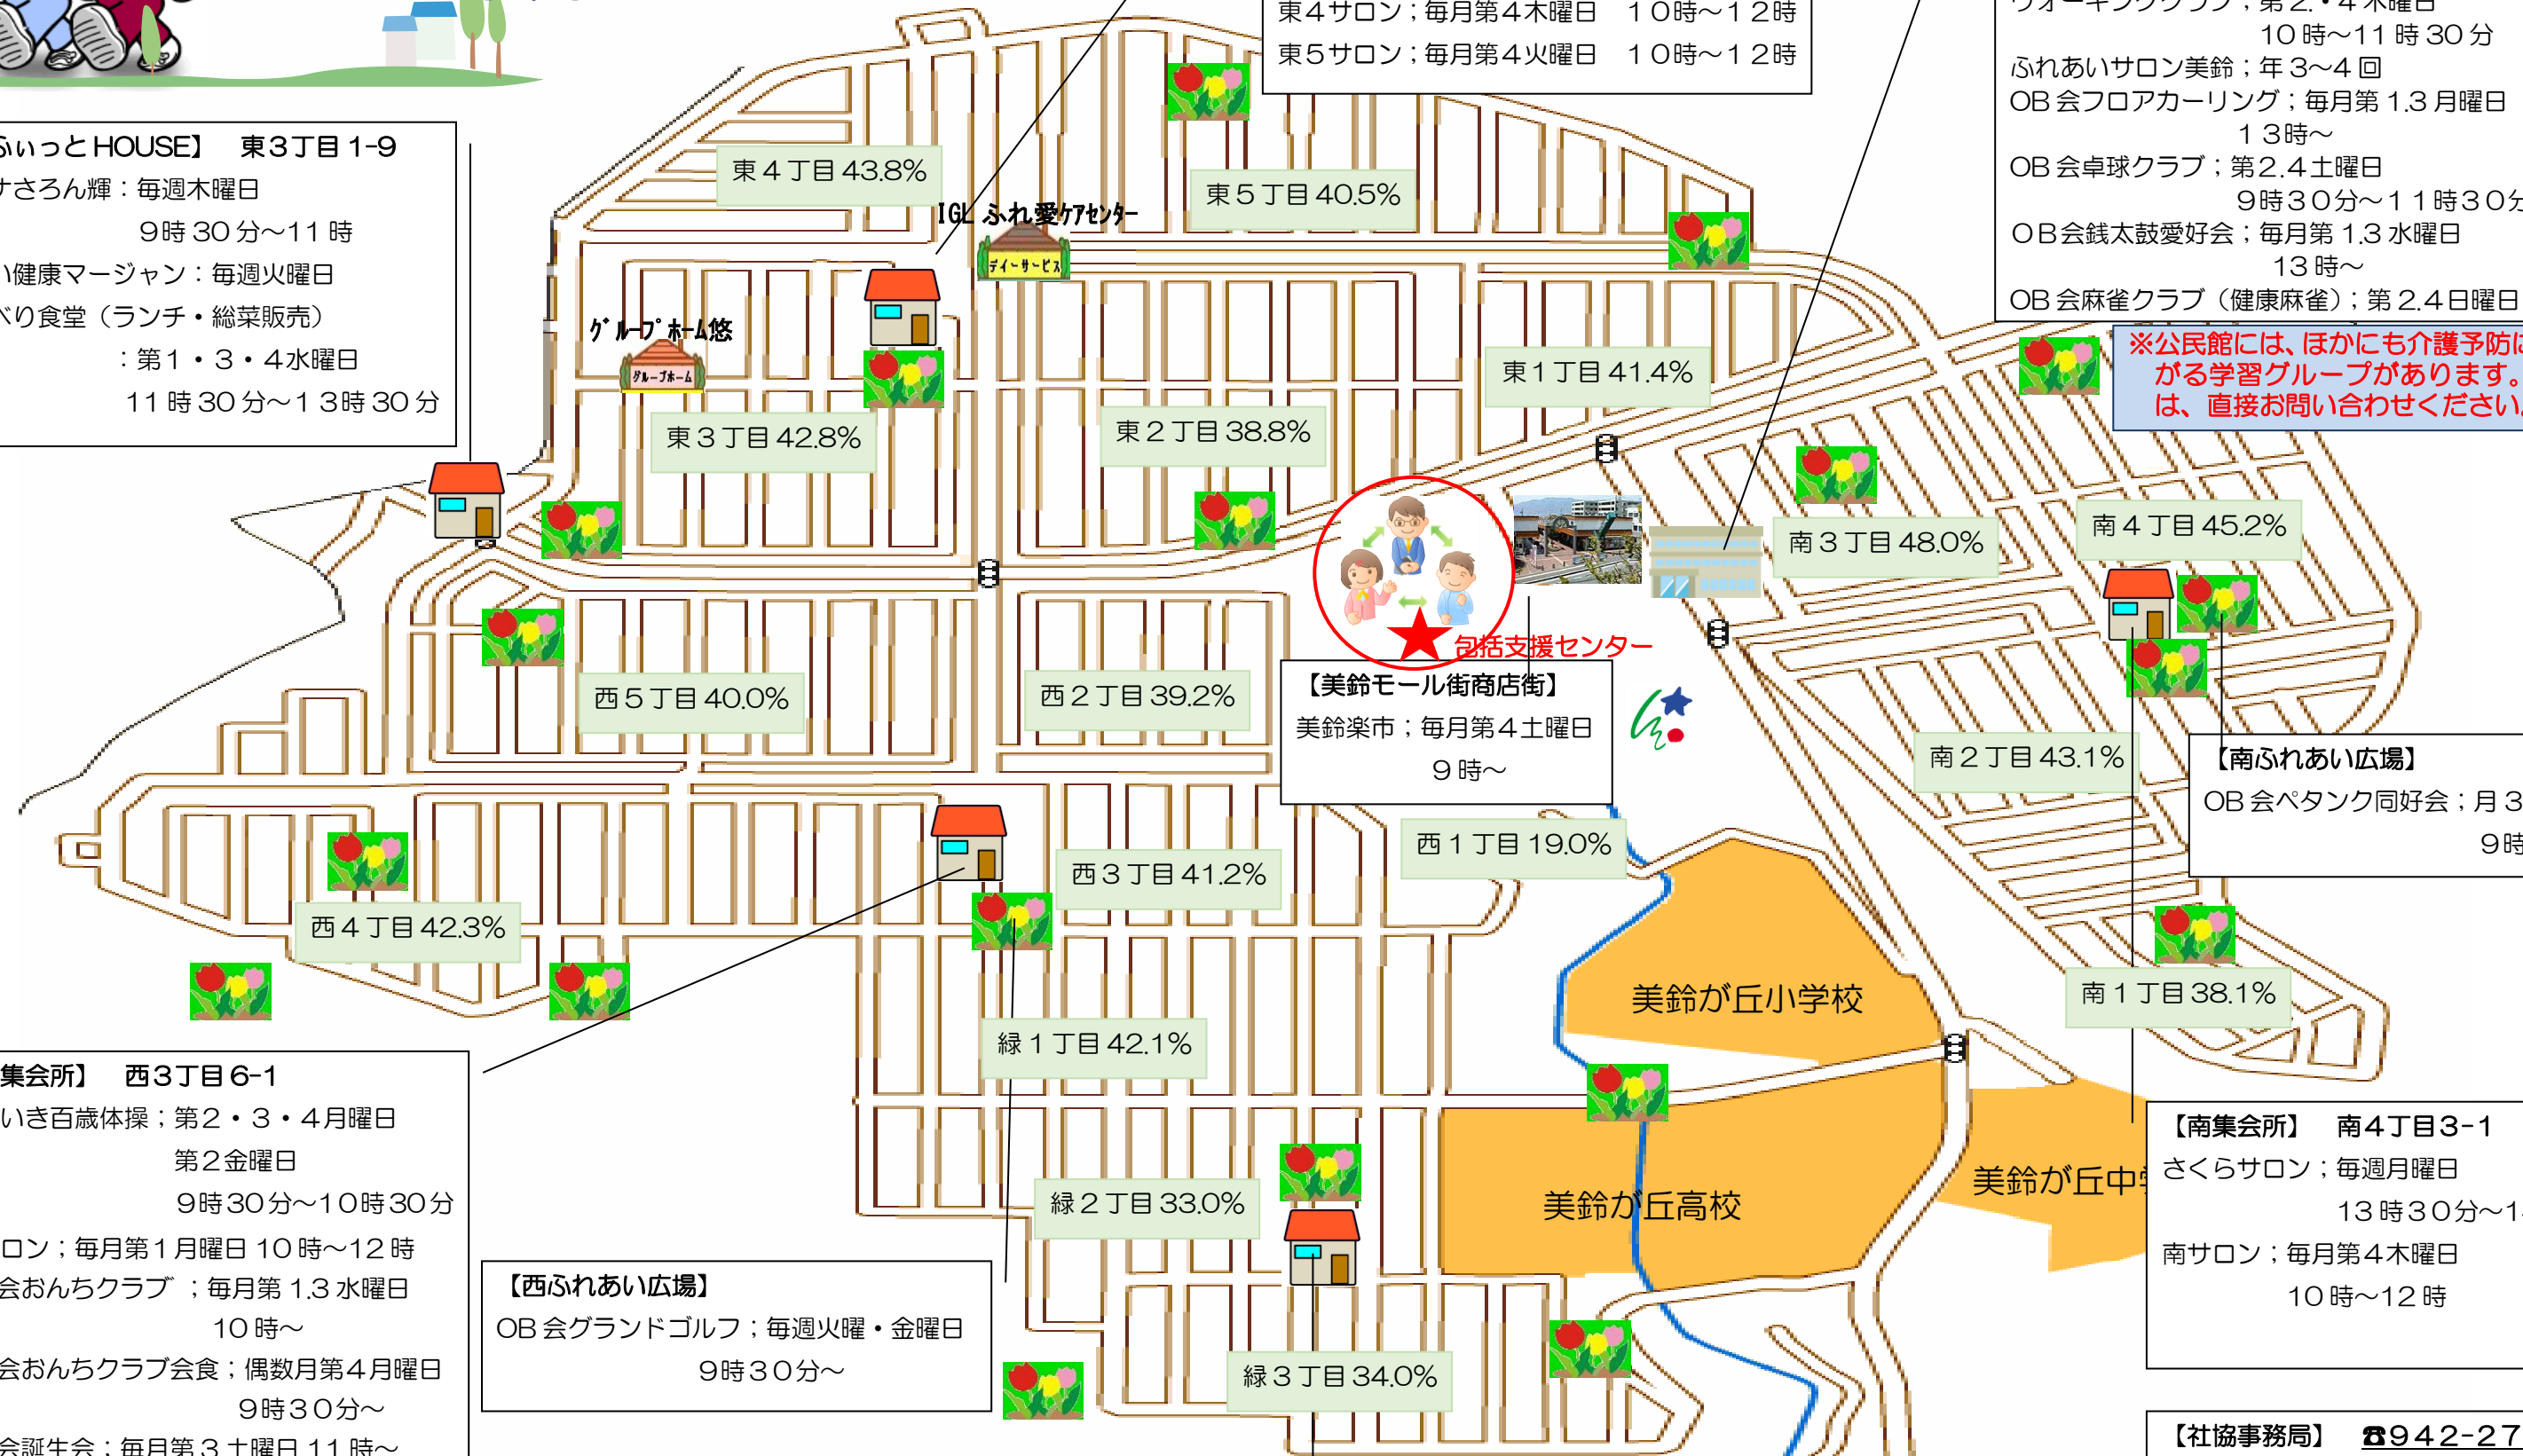 東４サロン；毎月第４木曜日　１０時～１２時
東５サロン；毎月第４火曜日　１０時～１２時
ウォーキングクラブ；第２.・４木曜日
10時～11時30分
ふれあいサロン美鈴；年3～4回
OB会フロアカーリング；毎月第1.3月曜日
１３時～
OB会卓球クラブ；第2.4土曜日
９時３０分～１１時３０分
ＯＢ会銭太鼓愛好会；毎月第1.3水曜日
13時～
OB会麻雀クラブ（健康麻雀）；第2.4日曜日
※公民館には、ほかにも介護予防に
がる学習グループがあります。
は、直接お問い合わせください。
ふぃっとHOUSE】　東３丁目1-9
さろん輝：毎週木曜日
９時30分～11時
い健康マージャン：毎週火曜日
べり食堂（ランチ・総菜販売）
：第１・３・４水曜日
11時30分～13時30分
東４丁目43.8%
東５丁目40.5%
IGL ふれ愛ｹｱｾﾝﾀｰ
デイーサービス
ｸﾞﾙｰﾌﾟﾎｰﾑ悠
グループホーム
東３丁目42.8%
東２丁目38.8%
東１丁目41.4%
南３丁目48.0%
南４丁目45.2%
包括支援センター
西５丁目40.0%
西２丁目39.2%
【美鈴モール街商店街】
美鈴楽市；毎月第４土曜日
９時～
南２丁目43.1%
【南ふれあい広場】
OB会ペタンク同好会；月３
９時
西１丁目19.0%
西３丁目41.2%
西４丁目42.3%
美鈴が丘小学校
南１丁目38.1%
緑１丁目42.1%
集会所】　西３丁目6-1
いき百歳体操；第２・３・４月曜日
第２金曜日
９時３０分～１０時３０分
ロン；毎月第１月曜日10時～12時
会おんちクラブ；毎月第1.3水曜日
10時～
会おんちクラブ会食；偶数月第４月曜日
９時３０分～
会誕生会；毎月第３土曜日11時～
【西ふれあい広場】
OB会グランドゴルフ；毎週火曜・金曜日
９時３０分～
緑２丁目33.0%
美鈴が丘高校
美鈴が丘中
緑３丁目34.0%
【南集会所】　南４丁目３-１
さくらサロン；毎週月曜日
13時３０分～1
南サロン；毎月第４木曜日
10時～12時
【社協事務局】　☎942-27